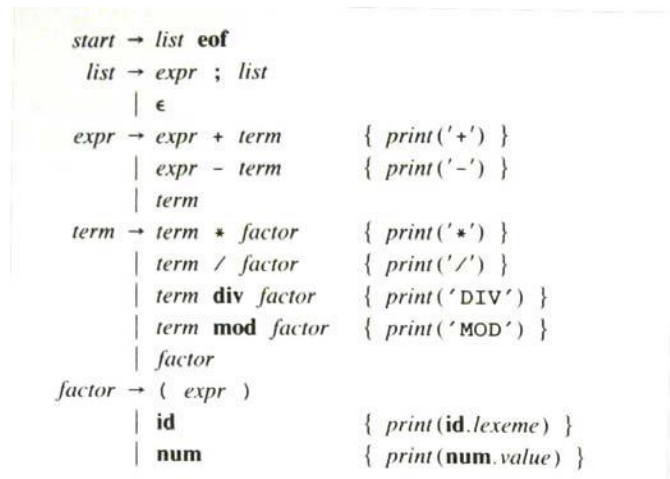 start → list eof
list → expr ; list
| ϵ
expr → expr + term { print('+') }
| expr - term { print('-') }
| term
term → term * factor { print('*') }
| term / factor { print('/') }
| term div factor { print('DIV') }
| term mod factor { print('MOD') }
| factor
factor → ( expr )
| id { print(id.lexeme) }
| num { print(num.value) }